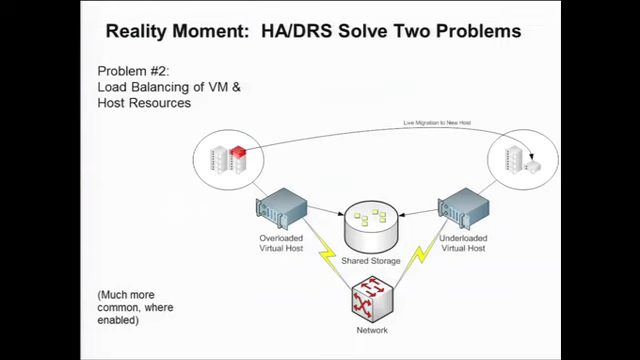 Reality Moment:  HA/DRS Solve Two Problems
Problem #2:
Load Balancing of VM &
Host Resources
Live Migration to New Host
Overloaded
Virtual Host
Shared Storage
Underloaded
Virtual Host
(Much more
common, where
enabled)
Network